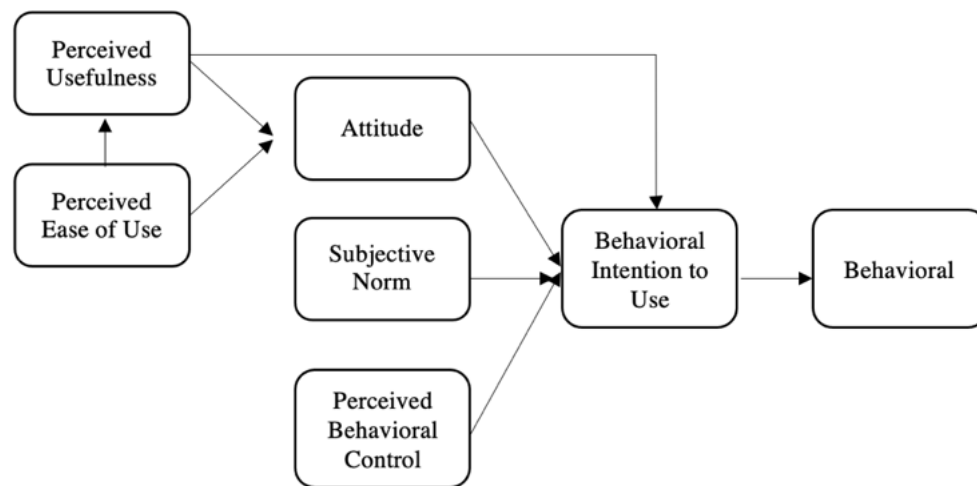 Perceived
Usefulness
Perceived
Ease of Use
Attitude
Subjective
Norm
Perceived
Behavioral
Control
Behavioral
Intention to
Use
Behavioral